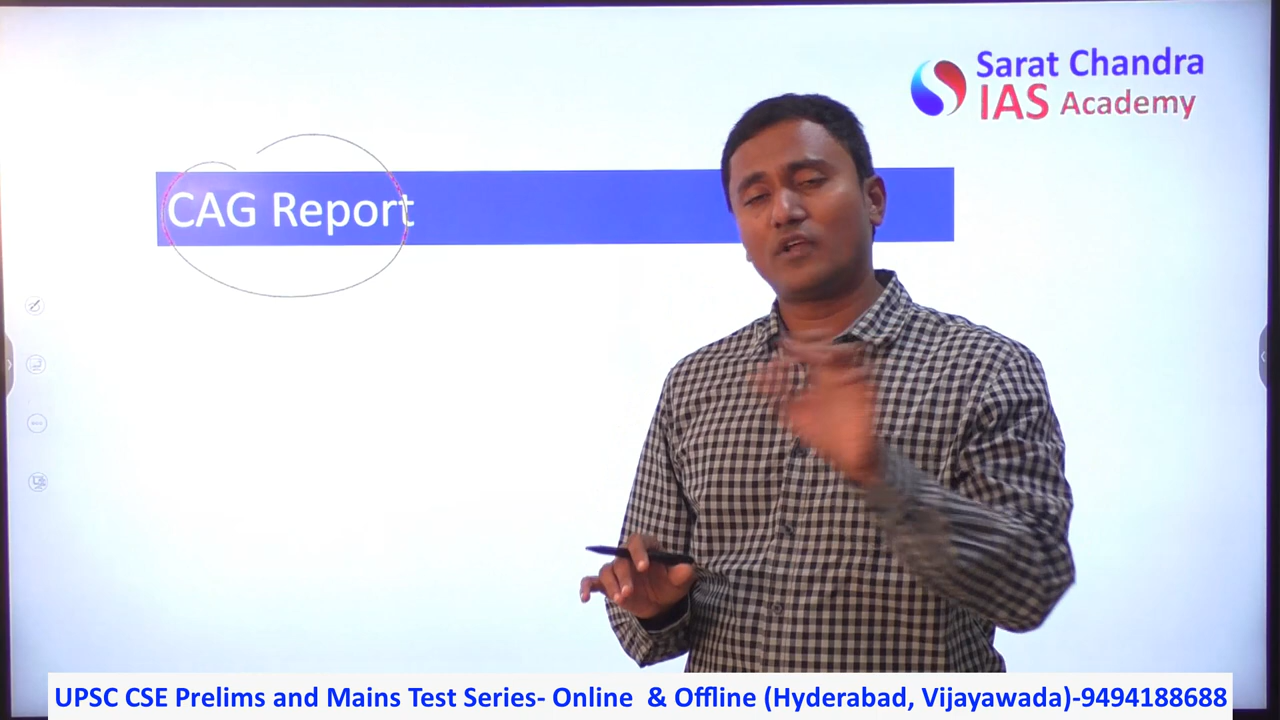 Sarat Chandra
IAS Academy
CAG Report
UPSC CSE Prelims and Mains Test Series- Online & Offline (Hyderabad, Vijayawada)-9494188688